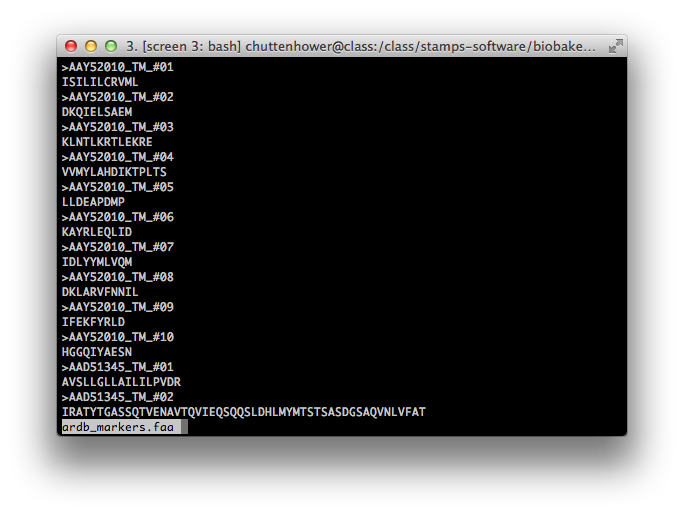 3. [screen 3: bash] chuttenhower@class:/class/stamps-software/biobake...
>AAY52010_TM_#01
ISILILCRVML
>AAY52010_TM_#02
DKQIELSAEM
>AAY52010_TM_#03
KLNTLKRTLEKRE
>AAY52010_TM_#04
VVMYLAHDIKTPLTS
>AAY52010_TM_#05
LLDEAPDMP
>AAY52010_TM_#06
KAYRLEQLID
>AAY52010_TM_#07
IDLYYMLVQM
>AAY52010_TM_#08
DKLARVFNNIL
>AAY52010_TM_#09
IFEKFYRLD
>AAY52010_TM_#10
HGGQIYAESN
>AAD51345_TM_#01
AVSLLGLLAILILPVDR
>AAD51345_TM_#02
IRATYTGASSQTVENAVTQVIEQSQQSLDHLMYMTSTSASDGSAQVNLVFAT
ardb_markers.faa